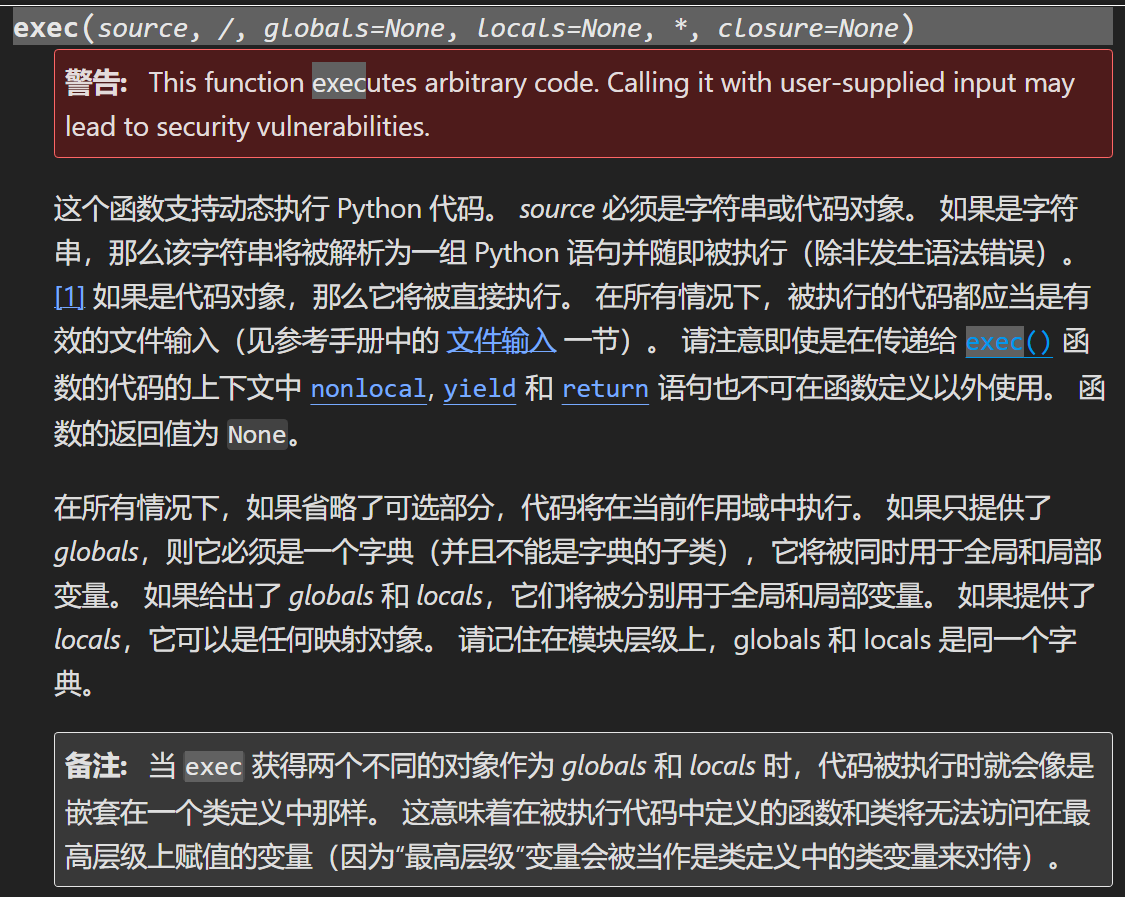 exec(source, /, globals=None, locals=None, *, closure=None)
警告： This function executes arbitrary code. Calling it with user-supplied input may
lead to security vulnerabilities.
这个函数支持动态执行 Python 代码。 source 必须是字符串或代码对象。 如果是字符
串，那么该字符串将被解析为一组 Python 语句并随即被执行（除非发生语法错误）。
[1] 如果是代码对象，那么它将被直接执行。 在所有情况下，被执行的代码都应当是有
效的文件输入（见参考手册中的 文件输入 一节）。 请注意即使是在传递给 exec() 函
数的代码的上下文中 nonlocal, yield 和 return 语句也不可在函数定义以外使用。 函
数的返回值为 None。
在所有情况下，如果省略了可选部分，代码将在当前作用域中执行。 如果只提供了
globals，则它必须是一个字典（并且不能是字典的子类），它将被同时用于全局和局部
变量。 如果给出了 globals 和 locals，它们将被分别用于全局和局部变量。 如果提供了
locals，它可以是任何映射对象。 请记住在模块层级上，globals 和 locals 是同一个字
典。
备注： 当 exec 获得两个不同的对象作为 globals 和 locals 时，代码被执行时就会像是
嵌套在一个类定义中那样。 这意味着在被执行代码中定义的函数和类将无法访问在最
高层级上赋值的变量（因为“最高层级”变量会被当作是类定义中的类变量来对待）。